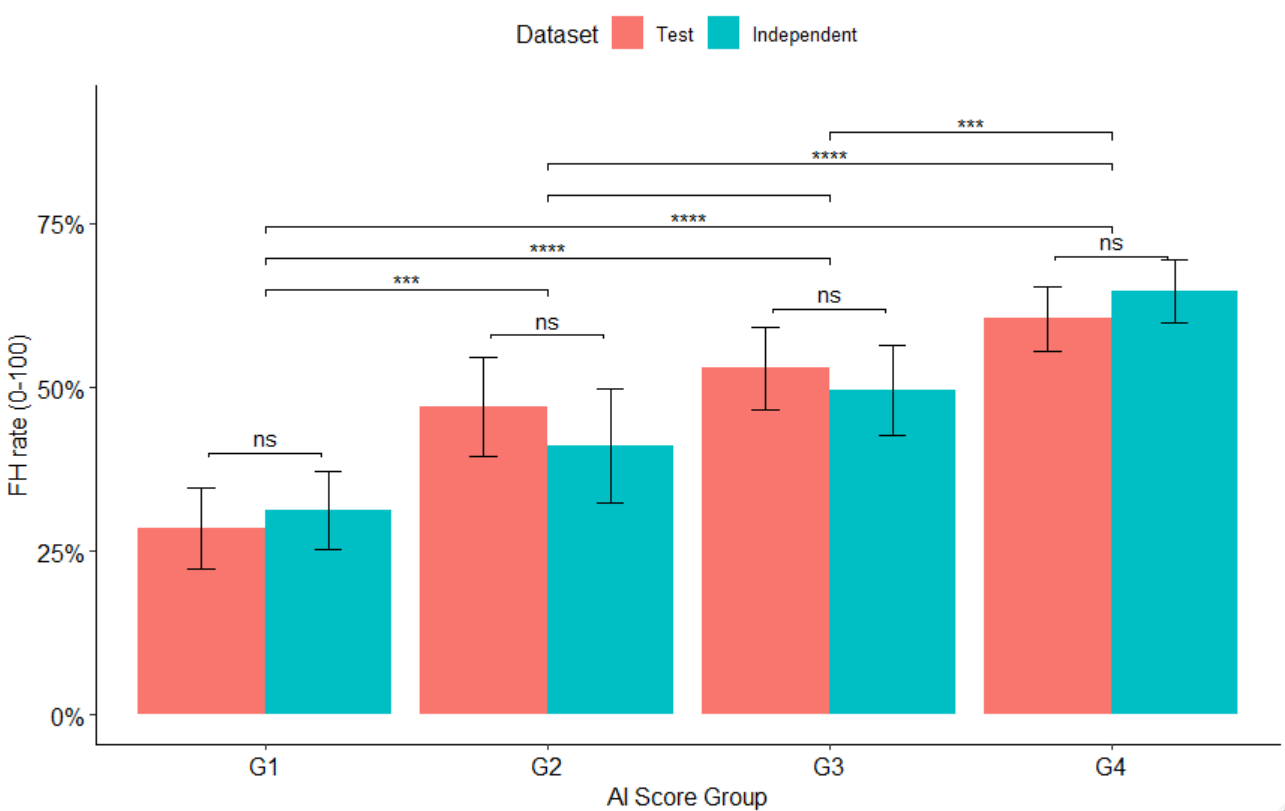 Dataset Test Independent
***
****
****
75%
ns
****
***
ns
ns
50%
ns
25%
0%
FH rate (0-100)
G1 G2 G3 G4
AI Score Group